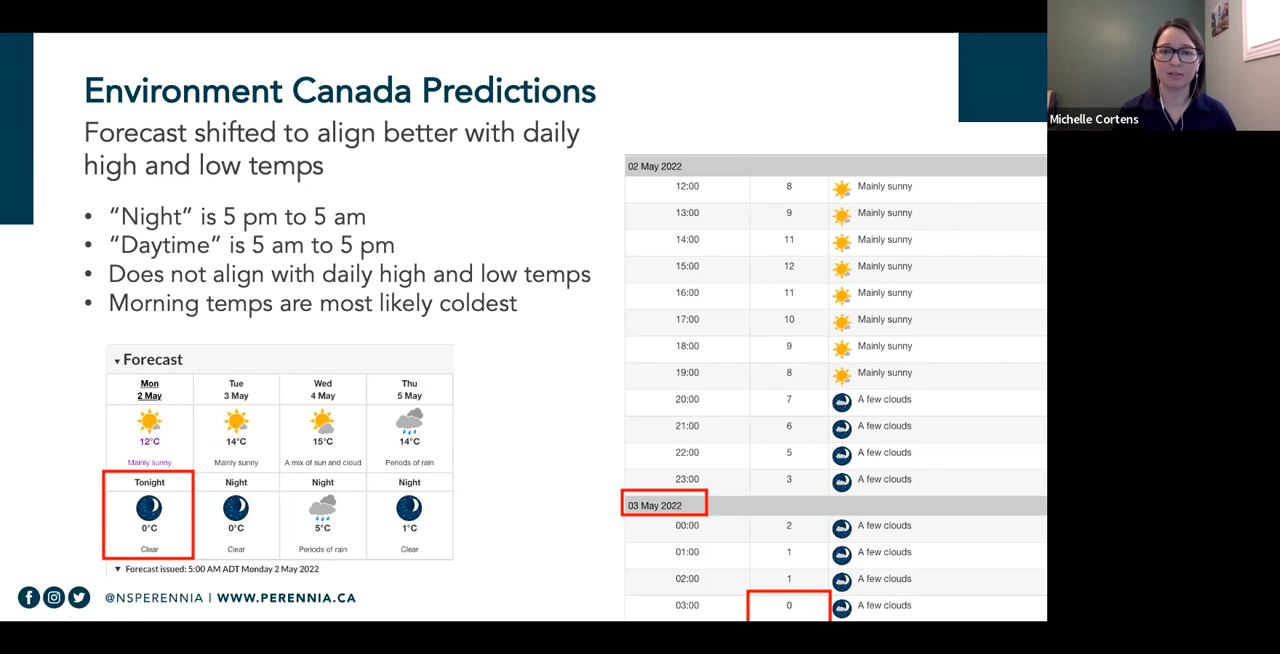 Environment Canada Predictions
Forecast shifted to align better with daily
high and low temps
• “Night” is 5 pm to 5 am
• “Daytime” is 5 am to 5 pm
• Does not align with daily high and low temps
• Morning temps are most likely coldest
▾ Forecast
Mon Tue Wed Thu
2 May 3 May 4 May 5 May
12°C 14°C 15°C 14°C
Mainly sunny Mainly sunny A mix of sun and cloud Periods of rain
Tonight Night Night Night
0°C 0°C 5°C 1°C
Clear Clear Periods of rain Clear
▼ Forecast issued: 5:00 AM ADT Monday 2 May 2022
@NSPERENNIA | WWW.PERENNIA.CA
02 May 2022
12:00 8 Mainly sunny
13:00 9 Mainly sunny
14:00 11 Mainly sunny
15:00 12 Mainly sunny
16:00 11 Mainly sunny
17:00 10 Mainly sunny
18:00 9 Mainly sunny
19:00 8 Mainly sunny
20:00 7 A few clouds
21:00 6 A few clouds
22:00 5 A few clouds
23:00 3 A few clouds
03 May 2022
00:00 2 A few clouds
01:00 1 A few clouds
02:00 1 A few clouds
03:00 0 A few clouds
Michelle Cortens